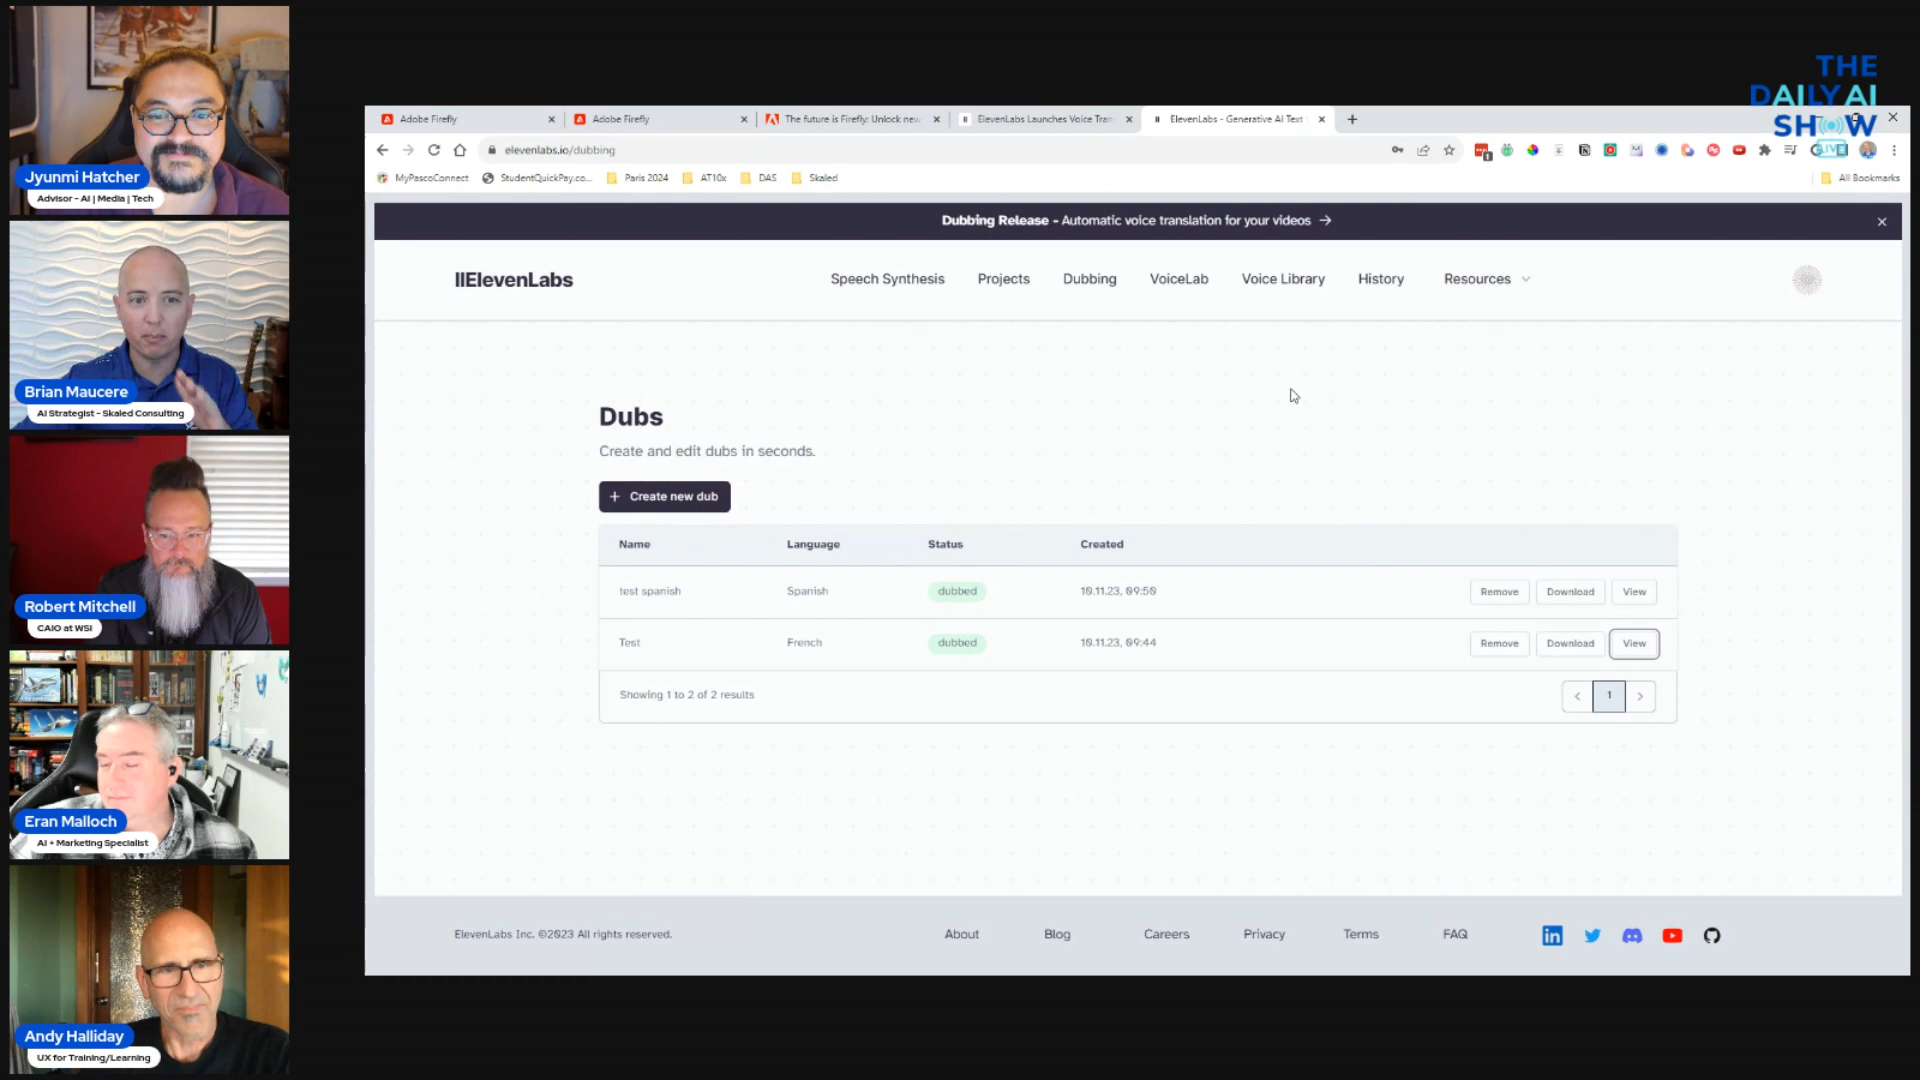 Jyunmi Hatcher
Advisor - AI | Media | Tech
Brian Maucere
AI Strategist - Skaled Consulting
Robert Mitchell
CAIO at WSI
Eran Malloch
AI + Marketing Specialist
Andy Halliday
UX for Training/Learning
THE
DAILY AI
SHOW
LIVE
Adobe Firefly
Adobe Firefly
The future is Firefly: Unlock new
ElevenLabs Launches Voice Tran
ElevenLabs - Generative AI Text
elevenlabs.io/dubbing
MyPascoConnect
StudentQuickPay.co...
Paris 2024
AT10x
DAS
Skaled
All Bookmarks
Dubbing Release - Automatic voice translation for your videos →
IIElevenLabs
Speech Synthesis
Projects
Dubbing
VoiceLab
Voice Library
History
Resources
Dubs
Create and edit dubs in seconds.
+ Create new dub
Name Language Status Created
test spanish Spanish dubbed 10.11.23, 09:50 Remove Download View
Test French dubbed 10.11.23, 09:44 Remove Download View
Showing 1 to 2 of 2 results
< 1 >
ElevenLabs Inc. ©2023 All rights reserved.
About
Blog
Careers
Privacy
Terms
FAQ